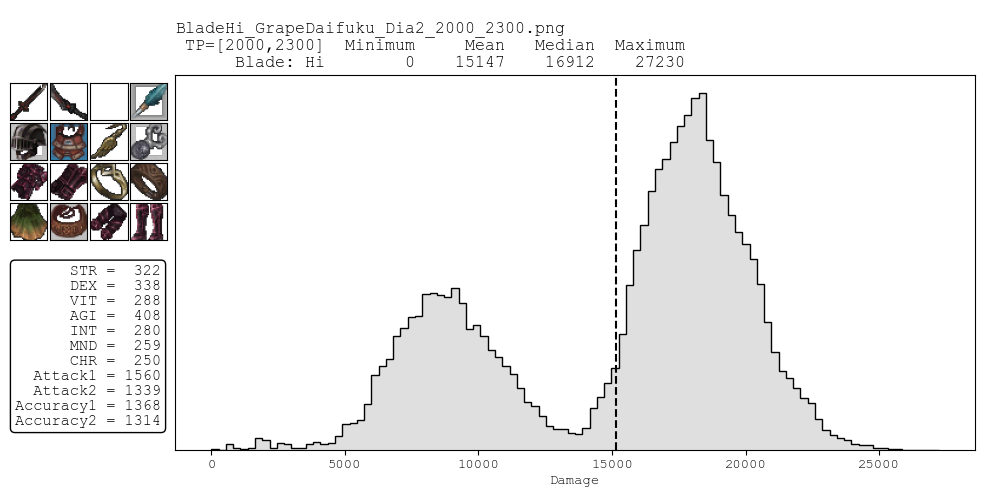 BladeHi_GrapeDaifuku_Dia2_2000_2300.png
TP=[2000,2300] Minimum Mean Median Maximum
Blade: Hi 0 15147 16912 27230
STR = 322
DEX = 338
VIT = 288
AGI = 408
INT = 280
MND = 259
CHR = 250
Attack1 = 1560
Attack2 = 1339
Accuracy1 = 1368
Accuracy2 = 1314
0 5000 10000 15000 20000 25000
Damage